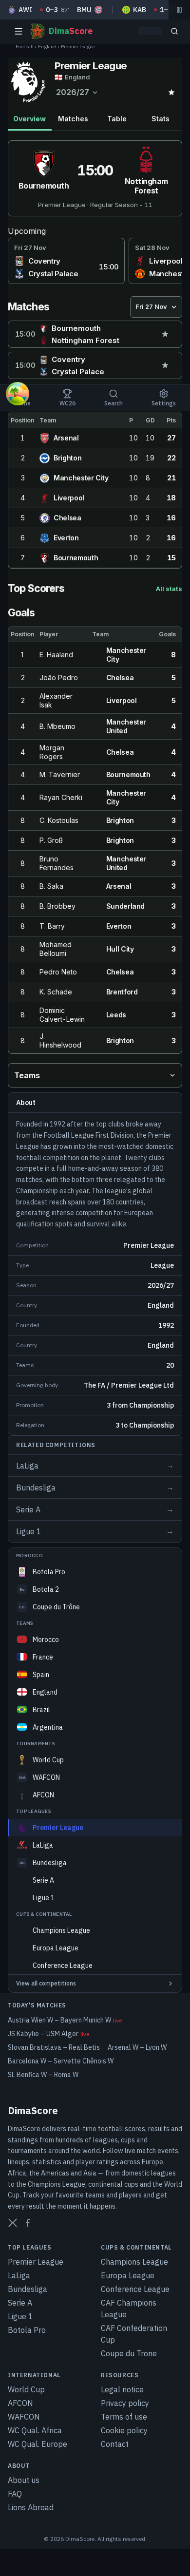 AWI 0–3 87' BMU KAB 1–
DimaScore
Football › England › Premier League
Premier League
England
2026/27
Overview Matches Table Stats
Bournemouth 15:00 Nottingham Forest
Premier League · Regular Season - 11
Upcoming
Fri 27 Nov
Coventry
Crystal Palace
15:00
Sat 28 Nov
Liverpool
Manchest
Matches
Fri 27 Nov
15:00 Bournemouth
Nottingham Forest
15:00 Coventry
Crystal Palace
WC26 Search Settings
Position Team P GD Pts
1 Arsenal 10 10 27
2 Brighton 10 19 22
3 Manchester City 10 8 21
4 Liverpool 10 4 18
5 Chelsea 10 3 16
6 Everton 10 2 16
7 Bournemouth 10 2 15
Top Scorers
All stats
Goals
Position Player Team Goals
1 E. Haaland Manchester City 8
2 João Pedro Chelsea 5
2 Alexander Isak Liverpool 5
4 B. Mbeumo Manchester United 4
4 Morgan Rogers Chelsea 4
4 M. Tavernier Bournemouth 4
4 Rayan Cherki Manchester City 4
8 C. Kostoulas Brighton 3
8 P. Groß Brighton 3
8 Bruno Fernandes Manchester United 3
8 B. Saka Arsenal 3
8 B. Brobbey Sunderland 3
8 T. Barry Everton 3
8 Mohamed Belloumi Hull City 3
8 Pedro Neto Chelsea 3
8 K. Schade Brentford 3
8 Dominic Calvert-Lewin Leeds 3
8 J. Hinshelwood Brighton 3
Teams
About
Founded in 1992 after the top clubs broke away
from the Football League First Division, the Premier
League has grown into the most-watched domestic
football competition on the planet. Twenty clubs
compete in a full home-and-away season of 380
matches, with the bottom three relegated to the
Championship each year. The league's global
broadcast reach spans over 180 countries,
generating intense competition for European
qualification spots and survival alike.
Competition Premier League
Type League
Season 2026/27
Country England
Founded 1992
Country England
Teams 20
Governing body The FA / Premier League Ltd
Promotion 3 from Championship
Relegation 3 to Championship
RELATED COMPETITIONS
LaLiga →
Bundesliga →
Serie A →
Ligue 1 →
MOROCCO
Botola Pro
Botola 2
Coupe du Trône
TEAMS
Morocco
France
Spain
England
Brazil
Argentina
TOURNAMENTS
World Cup
WAFCON
AFCON
TOP LEAGUES
Premier League
LaLiga
Bundesliga
Serie A
Ligue 1
CUPS & CONTINENTAL
Champions League
Europa League
Conference League
View all competitions
TODAY'S MATCHES
Austria Wien W – Bayern Munich W live
JS Kabylie – USM Alger live
Slovan Bratislava – Real Betis Arsenal W – Lyon W
Barcelona W – Servette Chênois W
SL Benfica W – Roma W
DimaScore
DimaScore delivers real-time football scores, results and
standings from hundreds of leagues, cups and
tournaments around the world. Follow live match events,
lineups, statistics and player ratings across Europe,
Africa, the Americas and Asia — from domestic leagues
to the Champions League, continental cups and the World
Cup. Track your favorite teams and players and get
every result the moment it happens.
TOP LEAGUES
Premier League
LaLiga
Bundesliga
Serie A
Ligue 1
Botola Pro
CUPS & CONTINENTAL
Champions League
Europa League
Conference League
CAF Champions
League
CAF Confederation
Cup
Coupe du Trone
INTERNATIONAL
World Cup
AFCON
WAFCON
WC Qual. Africa
WC Qual. Europe
RESOURCES
Legal notice
Privacy policy
Terms of use
Cookie policy
Contact
ABOUT
About us
FAQ
Lions Abroad
© 2026 DimaScore. All rights reserved.